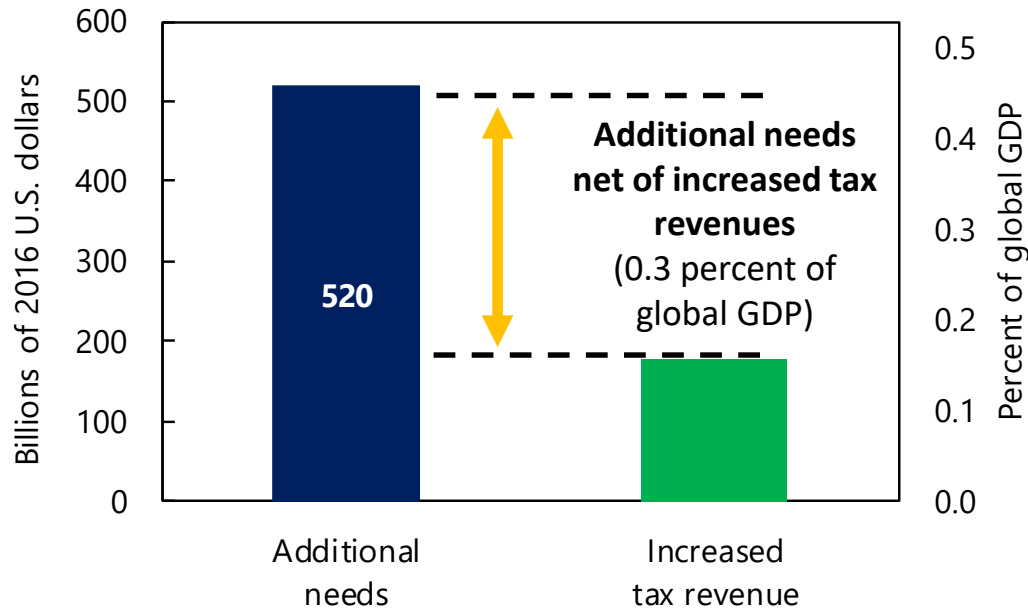 Billions of 2016 U.S. dollars
600
500
400
300
200
100
0
520
Additional needs
net of increased tax
revenues
(0.3 percent of
global GDP)
0.5
0.4
0.3
0.2
0.1
0.0
Percent of global GDP
Additional
needs
Increased
tax revenue